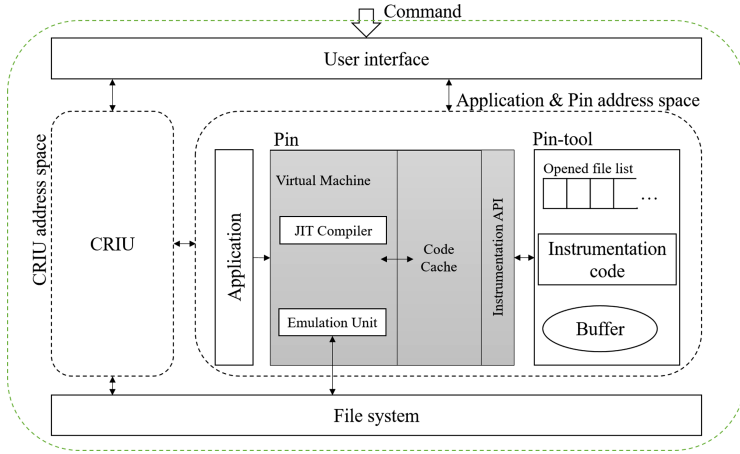 Command
User interface
Application & Pin address space
CRIU address space
CRIU
Application
Pin
Virtual Machine
JIT Compiler
Emulation Unit
Code
Cache
Instrumentation API
Pin-tool
Opened file list
...
Instrumentation
code
Buffer
File system